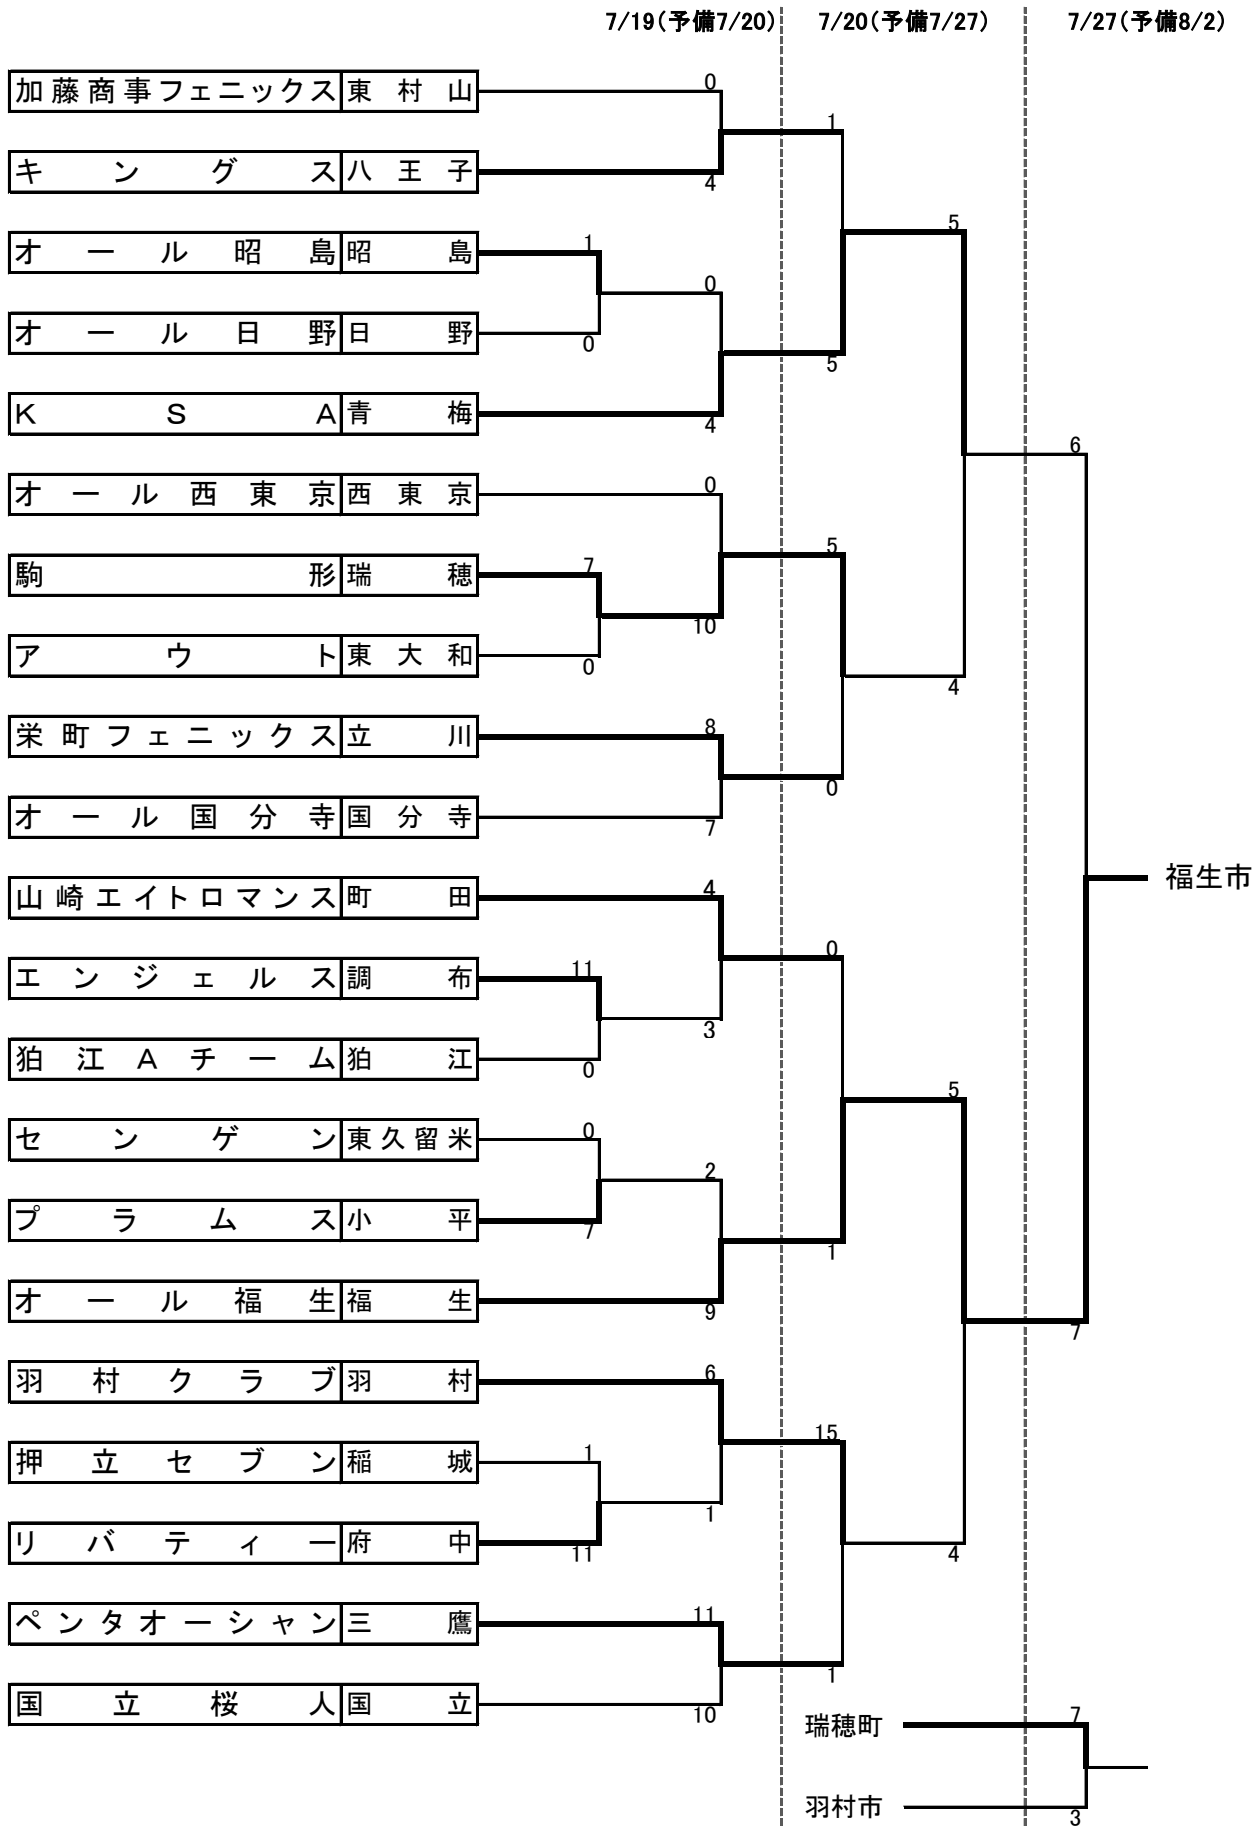 7/19(予備7/20) 7/20(予備7/27) 7/27(予備8/2)
0
加藤商事フェニックス 東村山
1
キングス 八王子
4
5
オール昭島 昭島 1
0
オール日野 日野
0
5
KSA 青梅
4
6
オール西東京 西東京 0
5
駒形 瑞穂 7
10
アウト 東大和
0
4
栄町フェニックス 立川 8
0
オール国分寺 国分寺
7
福生市
山崎エイトロマンス 町田 4
0
エンジェルス 調布 11
3
狛江Aチーム 狛江
0
5
センゲン 東久留米 0
2
プラムス 小平
7
1
オール福生 福生
9
7
羽村クラブ 羽村 6
15
押立セブン 稲城 1
1
リバティー 府中
11
4
ペンタオーシャン 三鷹 11
1
国立桜人 国立
10
瑞穂町 7
羽村市
3